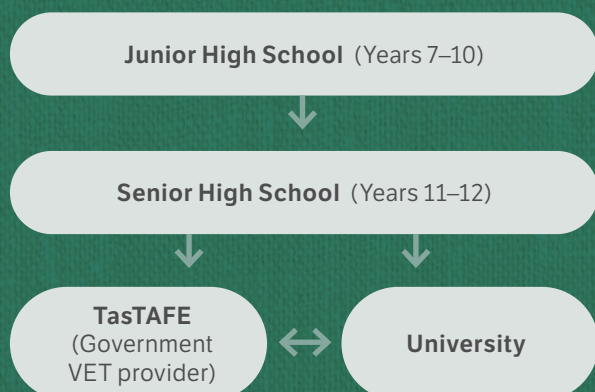 Junior High School (Years 7–10)
Senior High School (Years 11–12)
TasTAFE
(Government
VET provider)
University